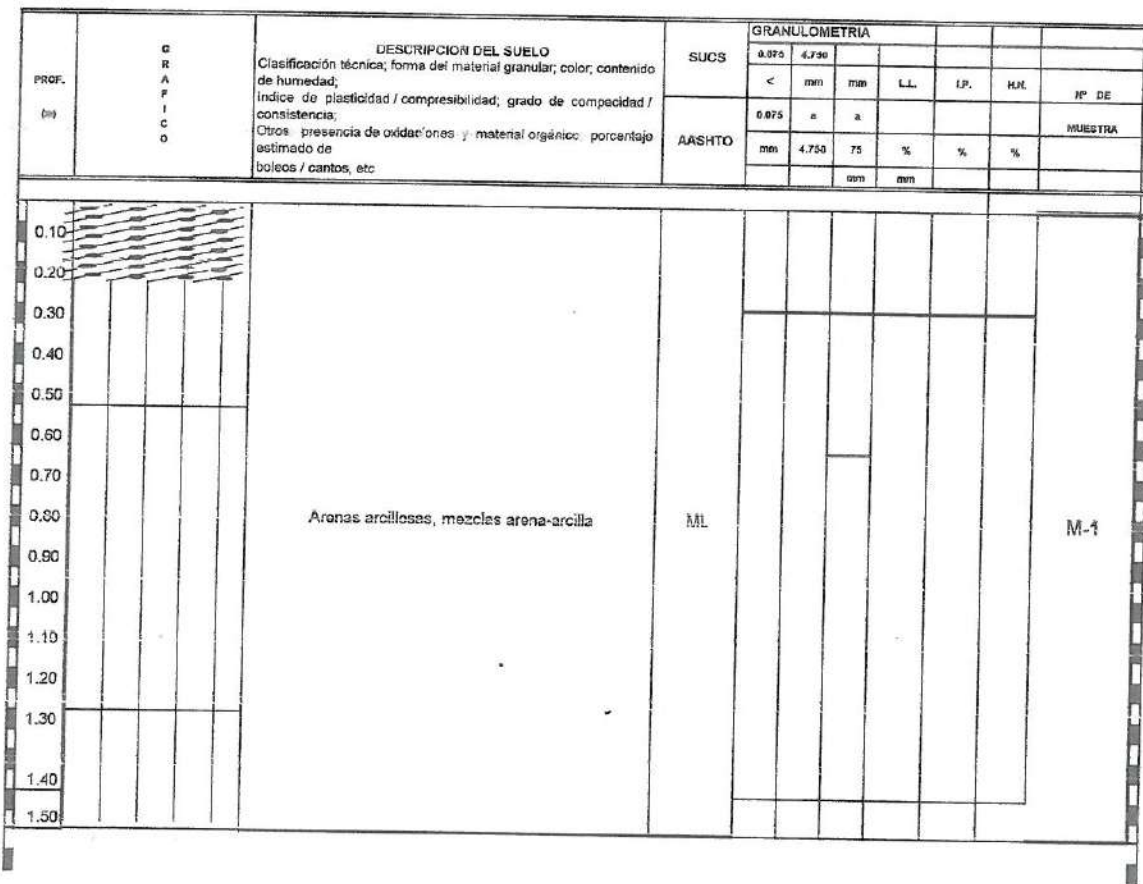 PROF.
(m)
G
R
A
F
I
C
O
DESCRIPCION DEL SUELO
Clasificación técnica; forma del material granular; color; contenido
de humedad;
índice de plasticidad / compresibilidad; grado de compacidad /
consistencia;
Otros presencia de oxidaciones y material orgánico porcentajo
estimado de
boleos / cantos, etc
SUCS
AASHTO
GRANULOMETRIA
0.075 4.750
< mm mm L.L. I.P. H.N.
0.075 a a
mm 4.750 75 % % %
mm mm
Nº DE
MUESTRA
0.10
0.20
0.30
0.40
0.50
0.60
0.70
0.80 Arenas arcillosas, mezclas arena-arcilla ML M-1
0.90
1.00
1.10
1.20
1.30
1.40
1.50